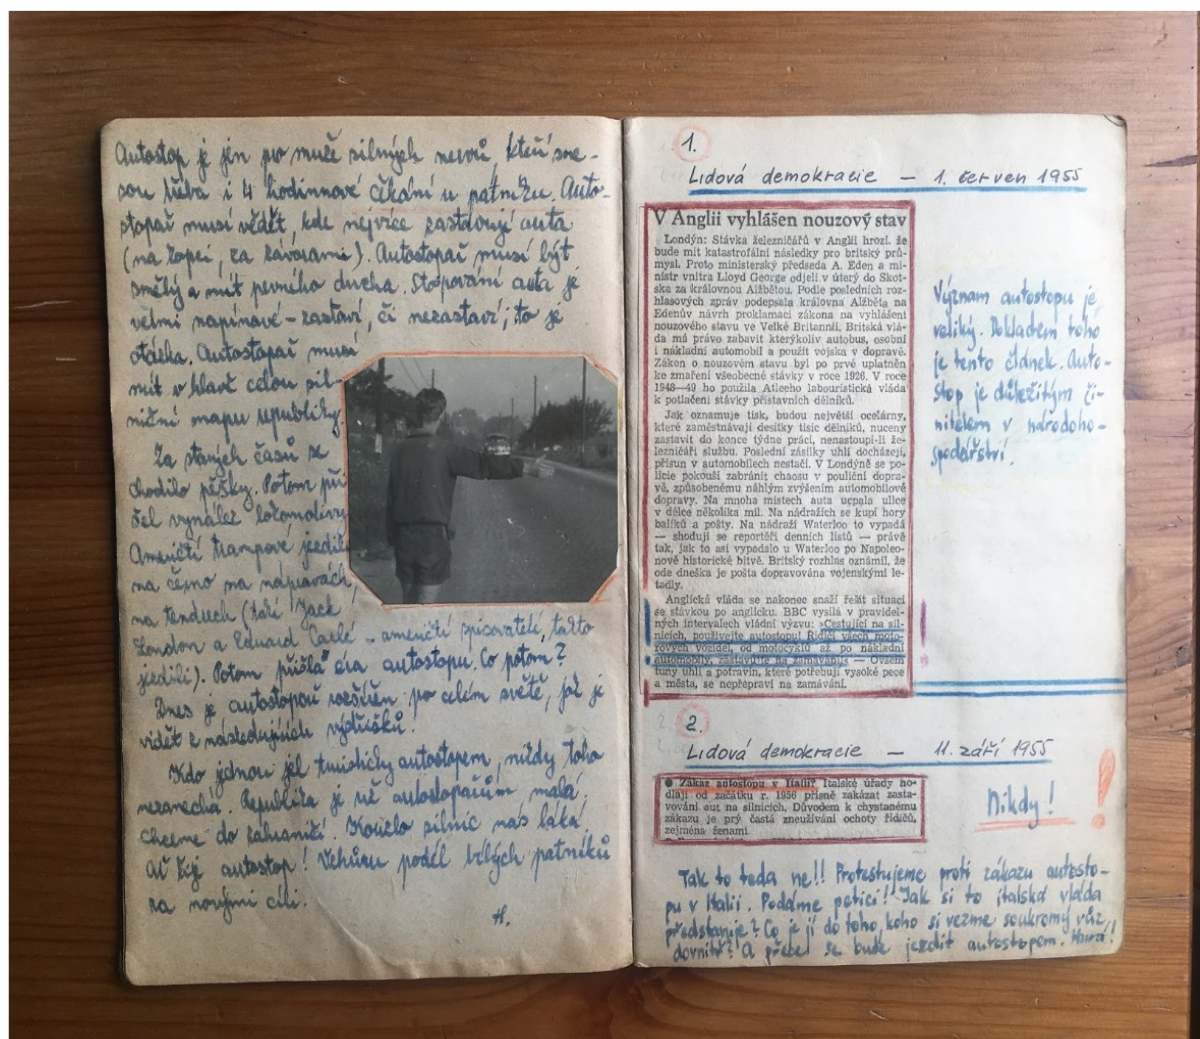 Autostop je jen pro muže silných nervů, kteří sne-
sou třeba i 4 hodinnové čekání u patníku. Auto-
stopař musí vědět, kde nejvíce zastavují auta
(na kopci, za závorami). Autostopař musí být
smělý a mít pevného ducha. Stopování auta je
velmi napínavé – zastaví, či nezastaví, to je
otázka. Autostopař musí
mít v hlavě celou sil-
niční mapu republiky.
Za starých časů se
chodilo pěšky. Potom při-
šel vynález lokomotivy.
Američtí trampové jezdili
na černo na nápravách,
na tendrech (také Jack
London a Eduard – američtí spisovatelé, takto
jezdili). Potom přišla éra autostopu. Co potom?
Dnes je autostop rozšířen po celém světě, jak je
vidět z následujících výstřižků.
Kdo jednou jel turisticky autostopem, nikdy toho
nezanechá. Republika je už autostopařům malá.
Chceme do zahraničí. Kouzlo silnic nás láká.
Ať žije autostop! Vzhůru podél bílých patníků
za novými cíli.
H.
1.
Lidová demokracie — 1. červen 1955
V Anglii vyhlášen nouzový stav
Londýn: Stávka železničářů v Anglii hrozí, že
bude mít katastrofální následky pro britský prů-
mysl. Proto ministerský předseda A. Eden a mi-
nistr vnitra Lloyd George odjeli v úterý do Skot-
ska za královnou Alžbětou. Podle posledních roz-
hlasových zpráv podepsala královna Alžběta na
Edenův návrh proklamaci zákona na vyhlášení
nouzového stavu ve Velké Britannii. Britská vlá-
da má právo zabavit kterýkoliv autobus, osobní
i nákladní automobil a použít vojska v dopravě.
Zákon o nouzovém stavu byl po prvé uplatněn
ke zmaření všeobecné stávky v roce 1926. V roce
1948—49 ho použila Atleeho labouristická vláda
k potlačení stávky přístavních dělníků.
Jak oznamuje tisk, budou největší ocelárny,
které zaměstnávají desítky tisíc dělníků, nuceny
zastavit do konce týdne práci, nenastoupí-li že-
lezničáři službu. Poslední zásilky uhlí docházejí,
přísun v automobilech nestačí. V Londýně se po-
licie pokouší zabránit chaosu v pouliční dopra-
vě, způsobenému náhlým zvýšením automobilové
dopravy. Na mnoha místech auta ucpala ulice
v délce několika mil. Na nádražích se kupí hory
balíků a pošty. Na nádraží Waterloo to vypadá
— shodují se reportéři denních listů — právě
tak, jak to asi vypadalo u Waterloo po Napoleo-
nově historické bitvě. Britský rozhlas oznámil, že
ode dneška je pošta dopravována vojenskými le-
tadly.
Anglická vláda se nakonec snaží řešit situaci
se stávkou po anglicku. BBC vysílá v pravidel-
ných intervalech vládní výzvu: »Cestující na sil-
nicích, používejte autostopu! Řidiči všech moto-
rových vozidel, od motocyklů až po nákladní
automobily, zastavujte na zamávání« — Ovšem
tuny uhlí a potravin, které potřebují vysoké pece
a města, se nepřepraví na zamávání.
Význam autostopu je
veliký. Dokladem toho
je tento článek. Auto-
stop je důležitým či-
nitelem v národoho-
spodářství.
2.
Lidová demokracie — 11. září 1955
● Zákaz autostopu v Italii? Italské úřady ho-
dlají od začátku r. 1956 přísně zakázat zasta-
vování aut na silnicích. Důvodem k chystanému
zákazu je prý častá zneužívání ochoty řidičů,
zejména ženami.
Nikdy!
!
Tak to teda ne!! Protestujeme proti zákazu autosto-
pu v Italii. Podáme petici! Jak si to italská vláda
představuje? Co je jí do toho, koho si vezme soukromý vůz
dovnitř? A přece se bude jezdit autostopem. Hurá!